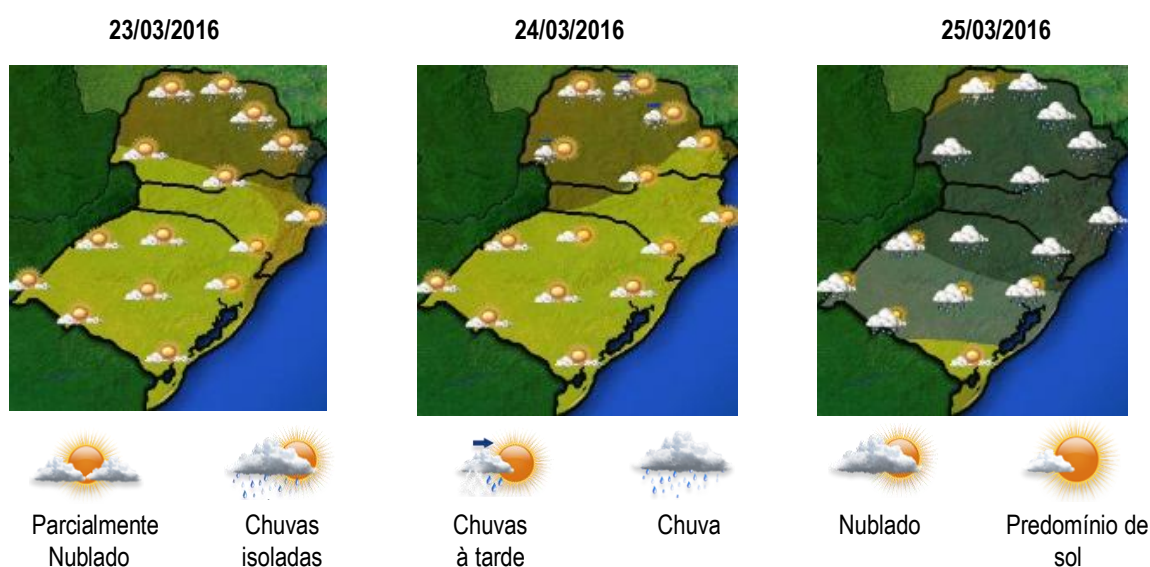 23/03/2016
24/03/2016
25/03/2016
Parcialmente
Nublado
Chuvas
isoladas
Chuvas
à tarde
Chuva
Nublado
Predomínio de
sol